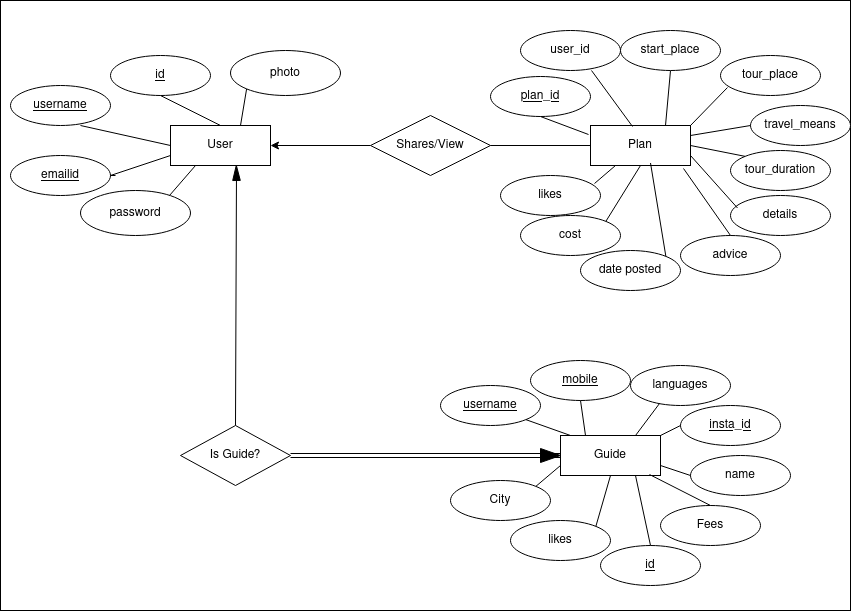 user_id
start_place
id
photo
tour_place
username
plan_id
travel_means
User
Shares/View
Plan
tour_duration
emailid
likes
password
details
cost
advice
date posted
mobile
languages
username
insta_id
Is Guide?
Guide
name
City
Fees
likes
id